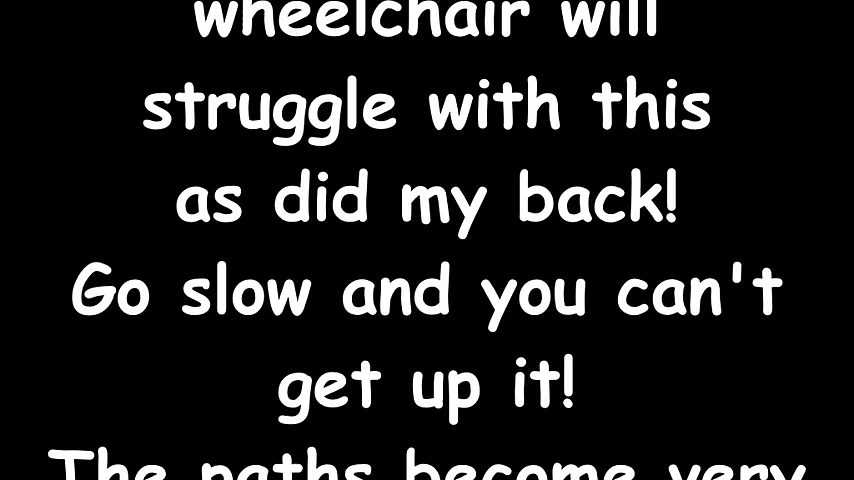 wheelchair will
struggle with this
as did my back!
Go slow and you can't
get up it!
The paths become very